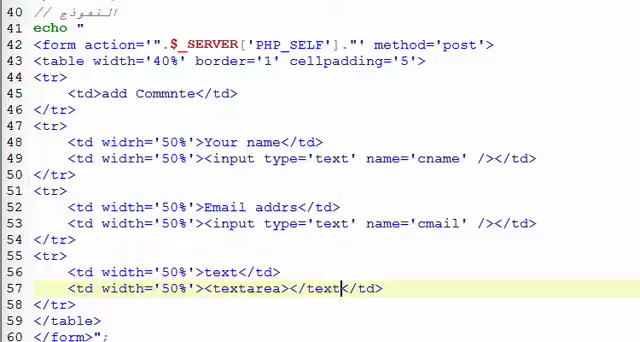 40 // النموذج
41 echo "
42 <form action='".$_SERVER['PHP_SELF']."' method='post'>
43 <table width='40%' border='1' cellpadding='5'>
44 <tr>
45 <td>add Commnte</td>
46 </tr>
47 <tr>
48 <td widrh='50%'>Your name</td>
49 <td width='50%'><input type='text' name='cname' /></td>
50 </tr>
51 <tr>
52 <td width='50%'>Email addrs</td>
53 <td width='50%'><input type='text' name='cmail' /></td>
54 </tr>
55 <tr>
56 <td width='50%'>text</td>
57 <td width='50%'><textarea></text</td>
58 </tr>
59 </table>
60 </form>";